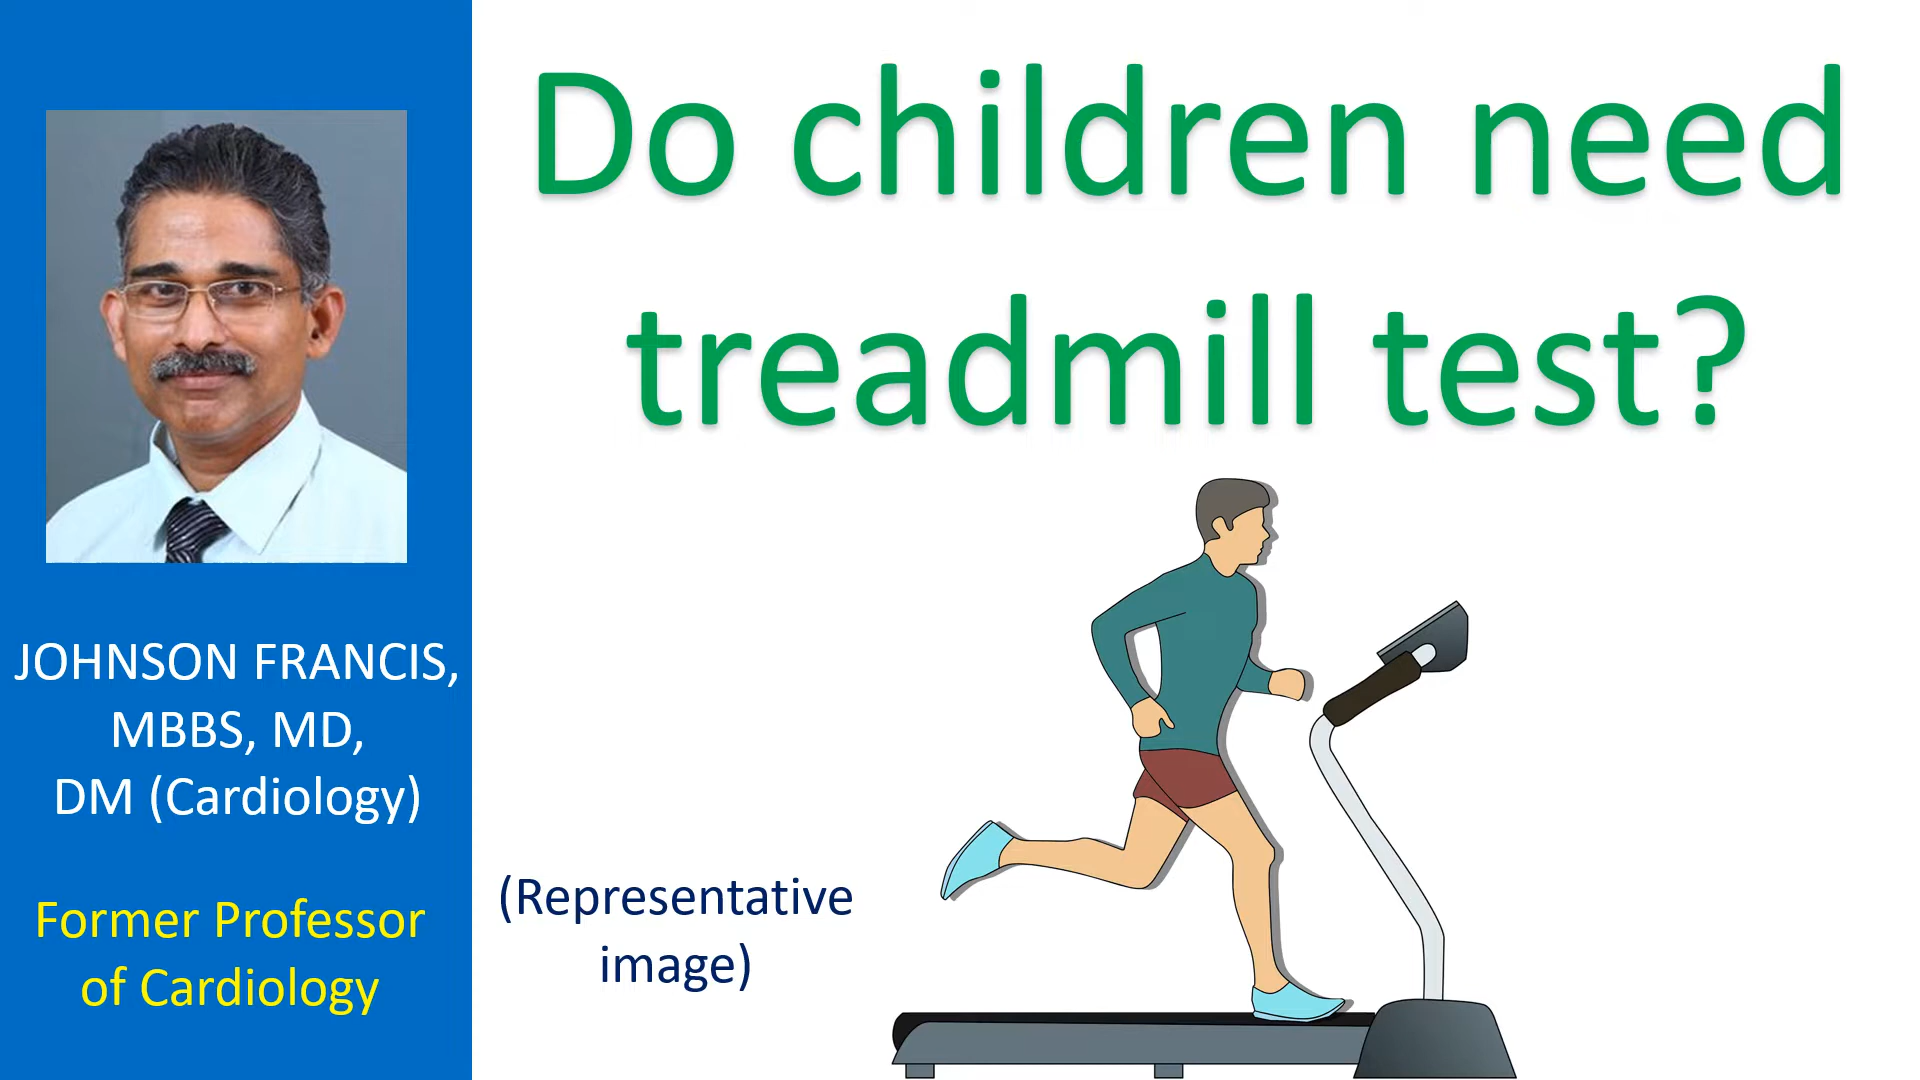 Do children need
treadmill test?
JOHNSON FRANCIS,
MBBS, MD,
DM (Cardiology)
Former Professor
of Cardiology
(Representative
image)